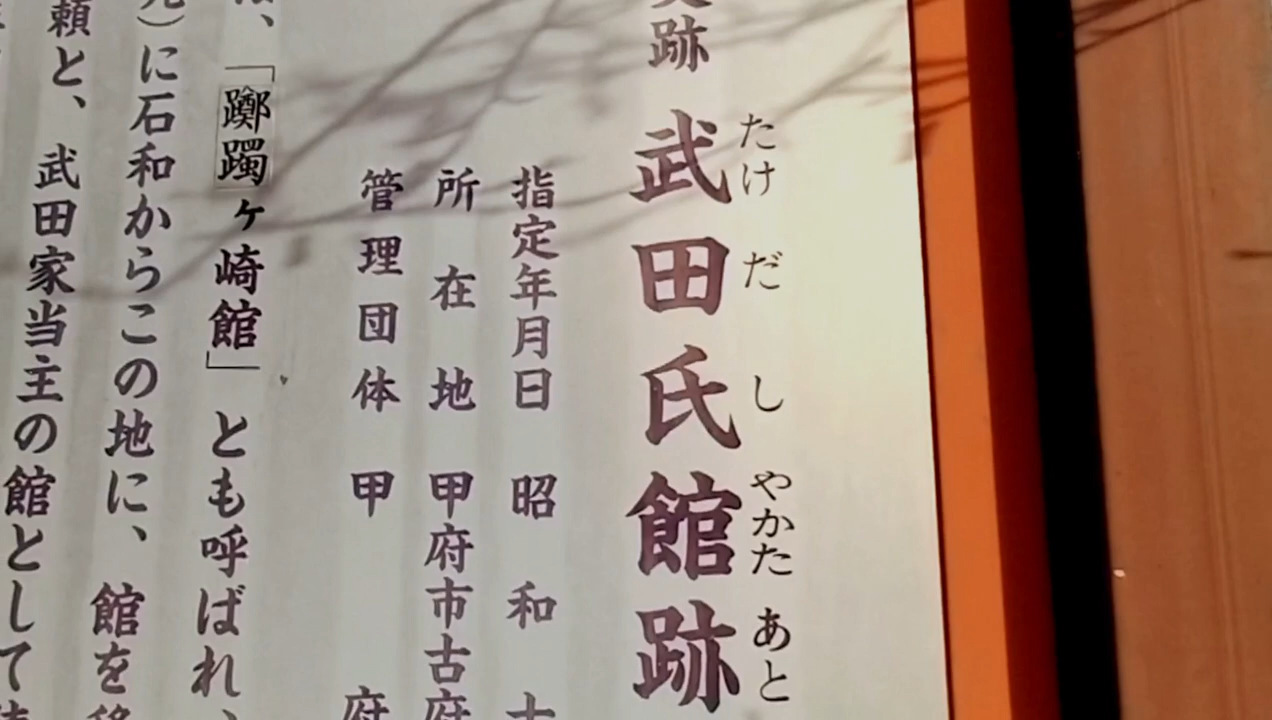 跡 武田氏館跡
たけ だ し やかた あと
指定年月日 昭和
所在地 甲府市古府
管理団体 甲府
、「躑躅ヶ崎館」とも呼ばれ、
）に石和からこの地に、館を
頼と、武田家当主の館として